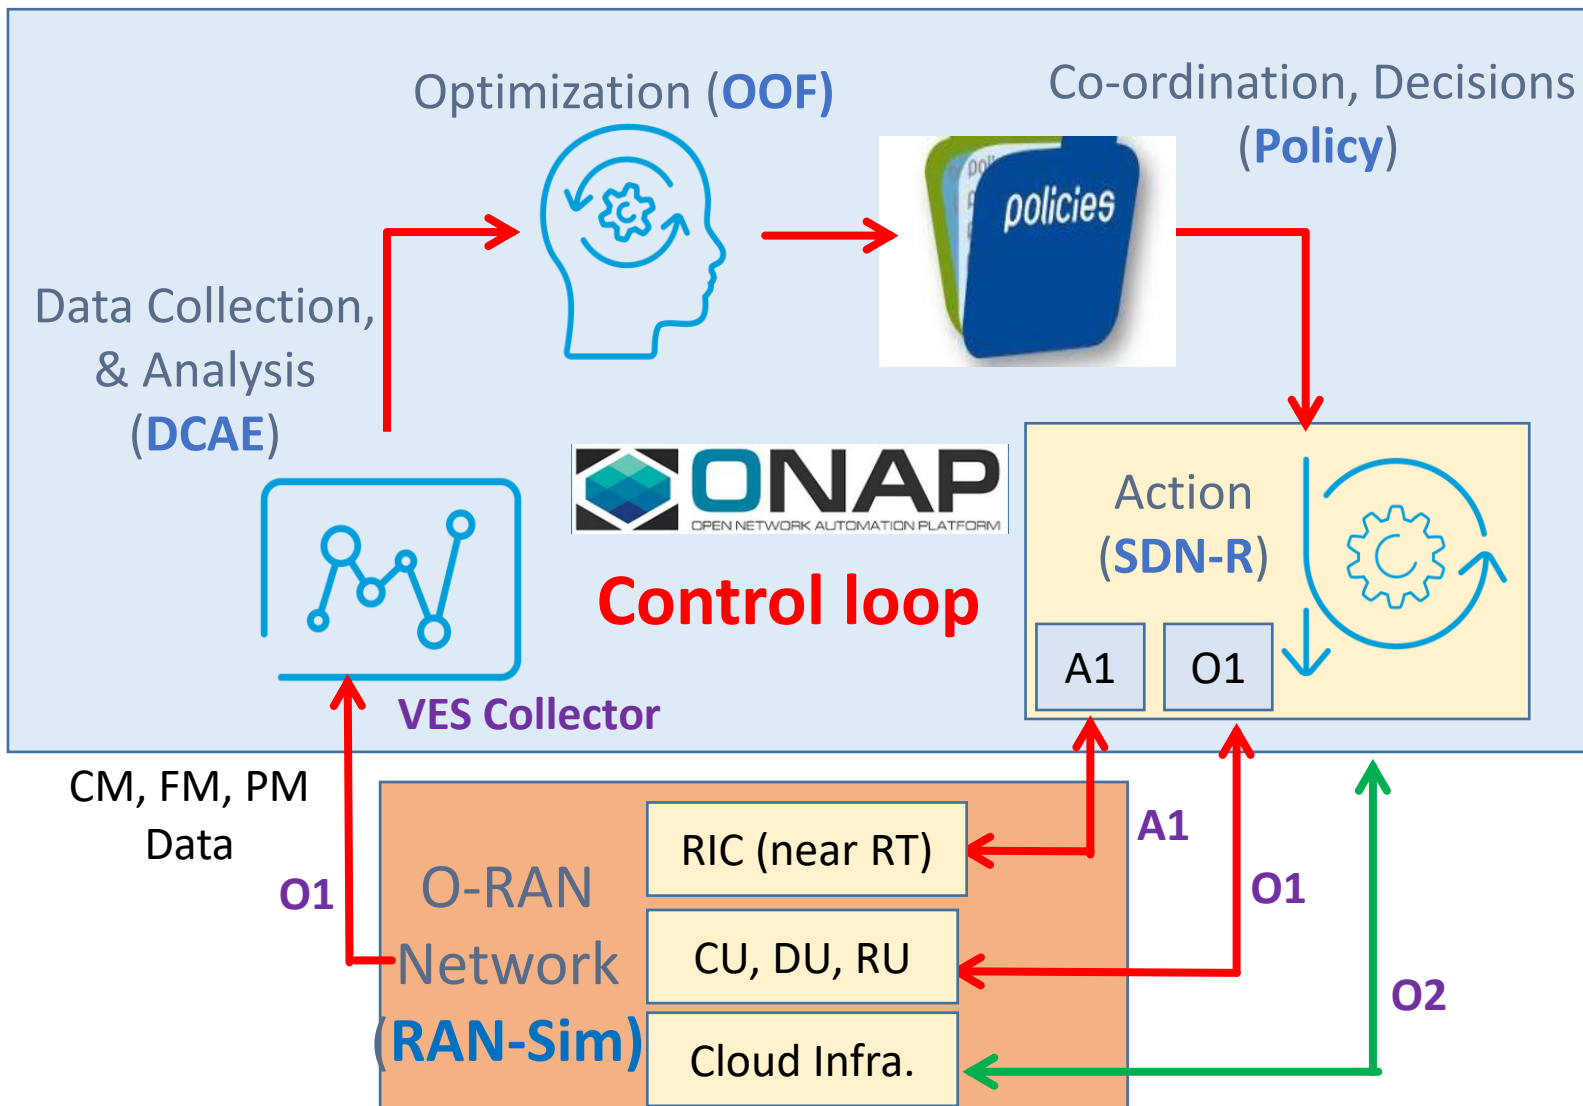 Optimization (OOF)
Co-ordination, Decisions
(Policy)
policies
Data Collection,
& Analysis
(DCAE)
ONAP
OPEN NETWORK AUTOMATION PLATFORM
Control loop
Action
(SDN-R)
A1
O1
VES Collector
CM, FM, PM
Data
O1
O-RAN
Network
(RAN-Sim)
RIC (near RT)
CU, DU, RU
Cloud Infra.
A1
O1
O2